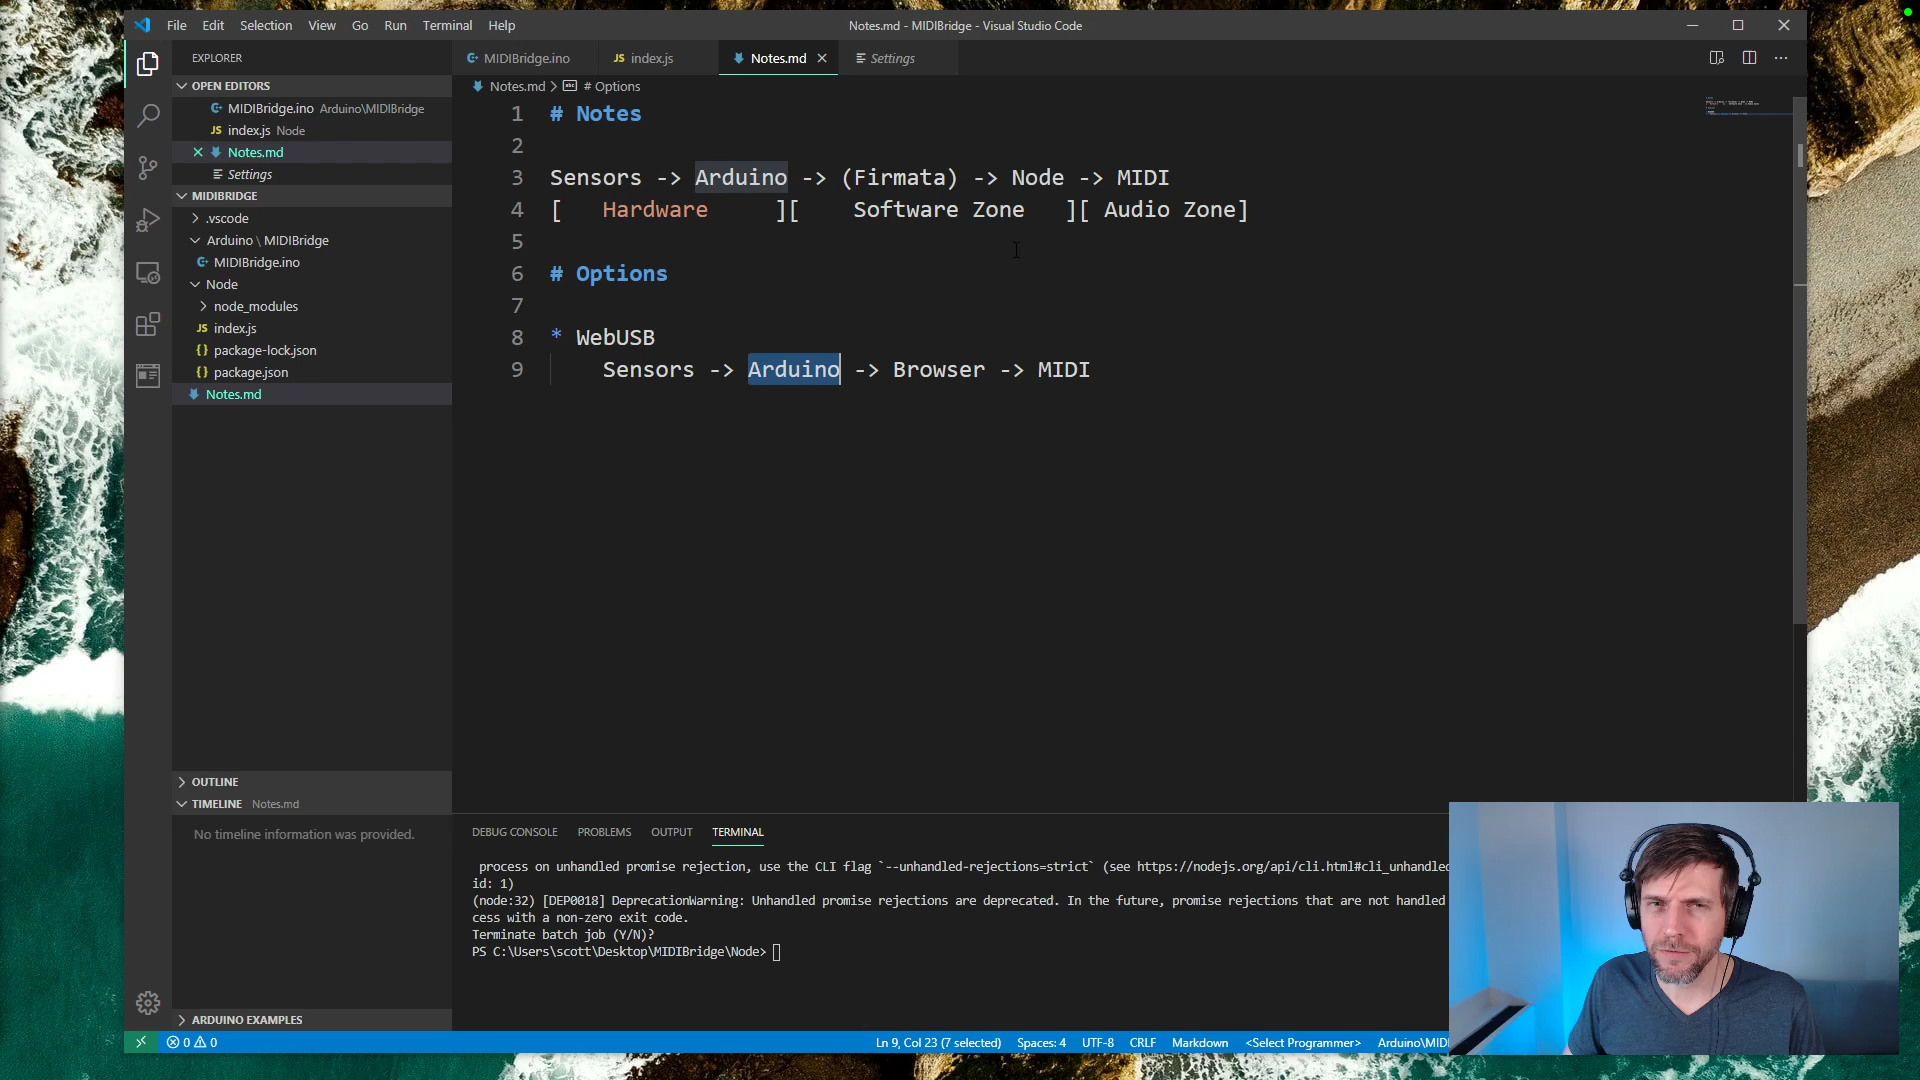 File Edit Selection View Go Run Terminal Help
Notes.md - MIDIBridge - Visual Studio Code
EXPLORER
OPEN EDITORS
MIDIBridge.ino Arduino\MIDIBridge
index.js Node
Notes.md
Settings
MIDIBRIDGE
.vscode
Arduino \ MIDIBridge
MIDIBridge.ino
Node
node_modules
JS index.js
{} package-lock.json
{} package.json
Notes.md
OUTLINE
TIMELINE Notes.md
No timeline information was provided.
ARDUINO EXAMPLES
MIDIBridge.ino JS index.js Notes.md Settings
Notes.md > # Options
1 # Notes
2
3 Sensors -> Arduino -> (Firmata) -> Node -> MIDI
4 [ Hardware ][ Software Zone ][ Audio Zone]
5
6 # Options
7
8 * WebUSB
9 Sensors -> Arduino -> Browser -> MIDI
DEBUG CONSOLE PROBLEMS OUTPUT TERMINAL
process on unhandled promise rejection, use the CLI flag `--unhandled-rejections=strict` (see https://nodejs.org/api/cli.html#cli_unhandled
id: 1)
(node:32) [DEP0018] DeprecationWarning: Unhandled promise rejections are deprecated. In the future, promise rejections that are not handled
cess with a non-zero exit code.
Terminate batch job (Y/N)?
PS C:\Users\scott\Desktop\MIDIBridge\Node>
0 0 Ln 9, Col 23 (7 selected) Spaces: 4 UTF-8 CRLF Markdown <Select Programmer> Arduino\MIDI